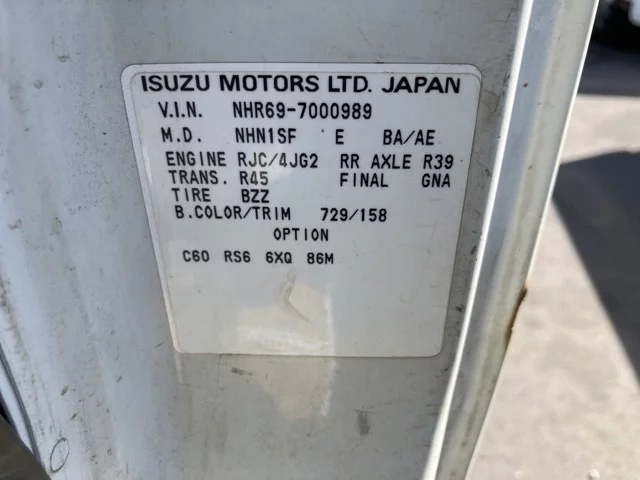 ISUZU MOTORS LTD. JAPAN
V.I.N. NHR69-7000989
M.D. NHN1SF E BA/AE
ENGINE RJC/4JG2 RR AXLE R39
TRANS. R45 FINAL GNA
TIRE BZZ
B.COLOR/TRIM 729/158
OPTION
C60 RS6 6XQ 86M